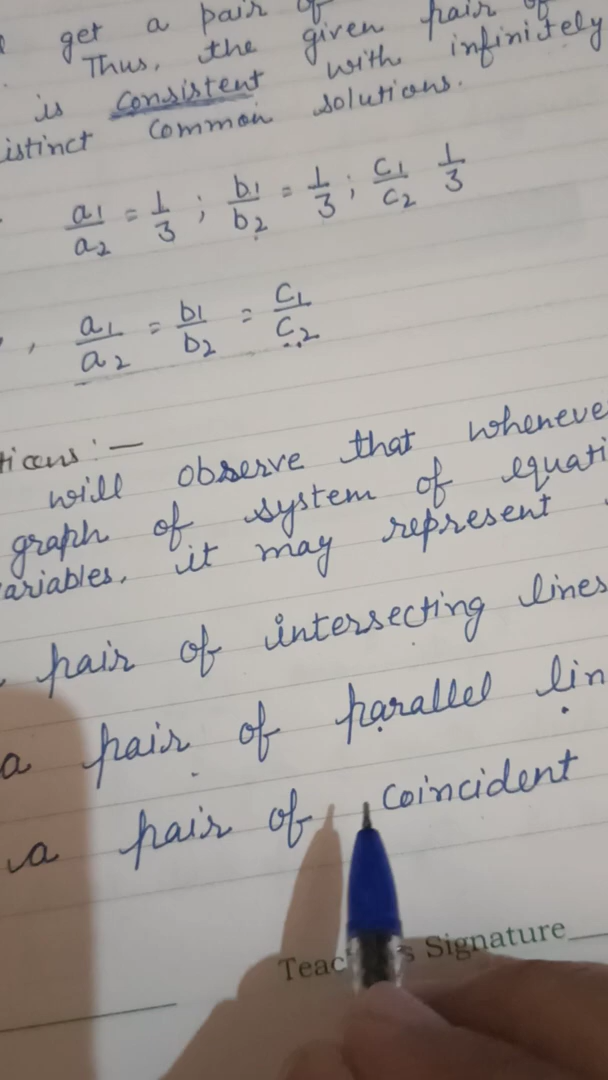 get a pair of
Thus, the given pair of
is consistent with infinitely
istinct common solutions.
a1/a2 = 1/3 ; b1/b2 = 1/3 ; c1/c2 1/3
, a1/a2 = b1/b2 = c1/c2
tions : —
will observe that wheneve
graph of system of equati
ariables, it may represent
pair of intersecting lines
a pair of parallel lin
a pair of coincident
Teac s Signature